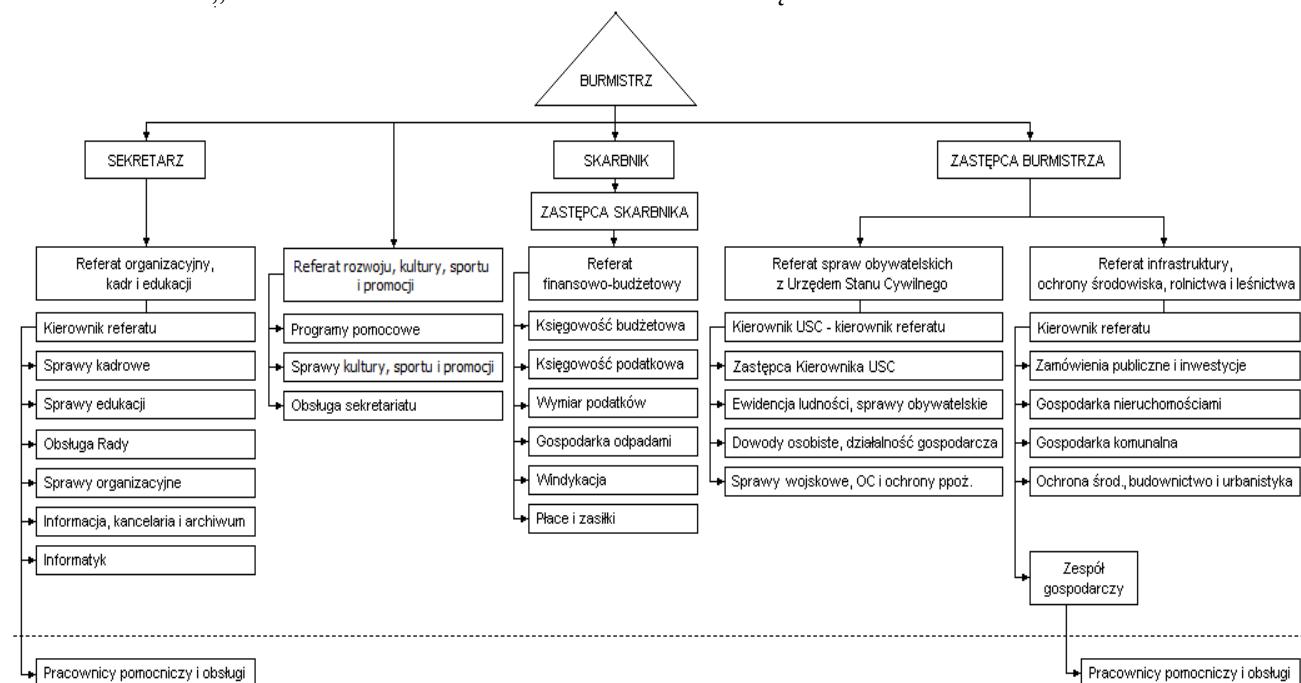 BURMISTRZ
SEKRETARZ
SKARBNIK
ZASTĘPCA BURMISTRZA
ZASTĘPCA SKARBNIKA
Referat organizacyjny,
kadr i edukacji
Kierownik referatu
Sprawy kadrowe
Sprawy edukacji
Obsługa Rady
Sprawy organizacyjne
Informacja, kancelaria i archiwum
Informatyk
Pracownicy pomocniczy i obsługi
Referat rozwoju, kultury, sportu
i promocji
Programy pomocowe
Sprawy kultury, sportu i promocji
Obsługa sekretariatu
Referat
finansowo-budżetowy
Księgowość budżetowa
Księgowość podatkowa
Wymiar podatków
Gospodarka odpadami
Windykacja
Płace i zasiłki
Referat spraw obywatelskich
z Urzędem Stanu Cywilnego
Kierownik USC - kierownik referatu
Zastępca Kierownika USC
Ewidencja ludności, sprawy obywatelskie
Dowody osobiste, działalność gospodarcza
Sprawy wojskowe, OC i ochrony ppoż.
Referat infrastruktury,
ochrony środowiska, rolnictwa i leśnictwa
Kierownik referatu
Zamówienia publiczne i inwestycje
Gospodarka nieruchomościami
Gospodarka komunalna
Ochrona środ., budownictwo i urbanistyka
Zespół
gospodarczy
Pracownicy pomocniczy i obsługi